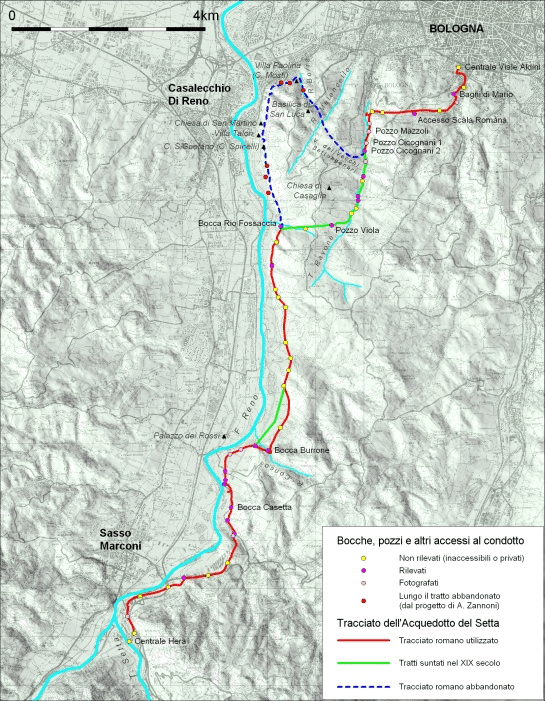 0 4km
BOLOGNA
Centrale Viale Aldini
Villa Paolina
(C. Mosti)
Casalecchio
Di Reno
Bagni di Mario
Basilica di
San Luca
Accesso Scala Romana
Chiesa di San Martino
Villa Talon
Pozzo Mazzoli
Pozzo Cicognani 1
Pozzo Cicognani 2
C. S.Gaetano (C. Spinelli)
Chiesa di
Casaglia
Bocca Rio Fossaccia
Pozzo Viola
T. Ravone
F. Reno
Palazzo dei Rossi
Bocca Burrone
Bocca Casetta
Sasso
Marconi
Centrale Hera
T. Setta
Bocche, pozzi e altri accessi al condotto
Non rilevati (inaccessibili o privati)
Rilevati
Fotografati
Lungo il tratto abbandonato
(dal progetto di A. Zannoni)
Tracciato dell'Acquedotto del Setta
Tracciato romano utilizzato
Tratti suntati nel XIX secolo
Tracciato romano abbandonato